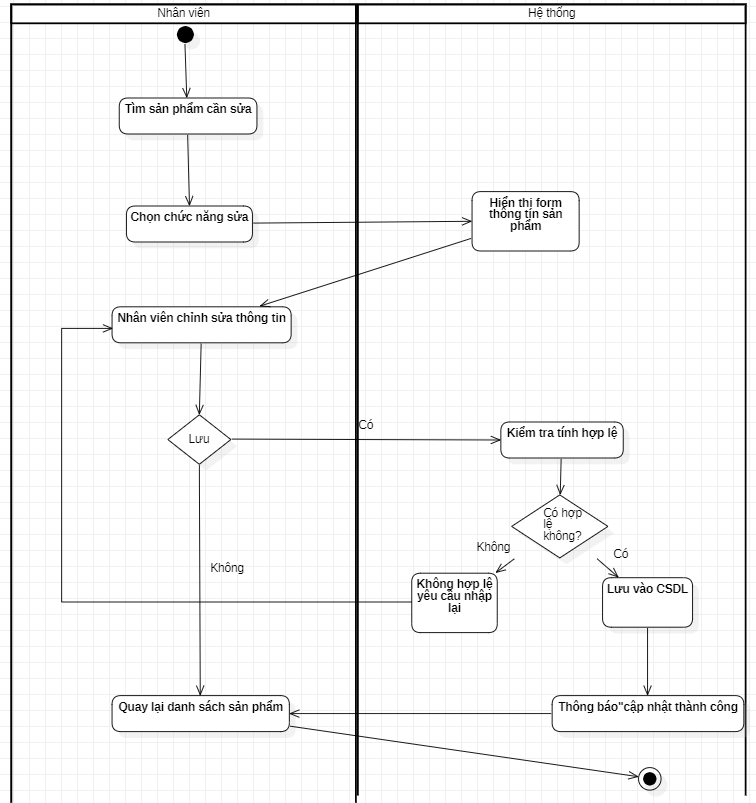 Nhân viên
Hệ thống
Tìm sản phẩm cần sửa
Chọn chức năng sửa
Hiển thị form
thông tin sản
phẩm
Nhân viên chỉnh sửa thông tin
Lưu
Có
Kiểm tra tính hợp lệ
Có hợp
lệ
không?
Không
Có
Không
Không hợp lệ
yêu cầu nhập
lại
Lưu vào CSDL
Quay lại danh sách sản phẩm
Thông báo"cập nhật thành công